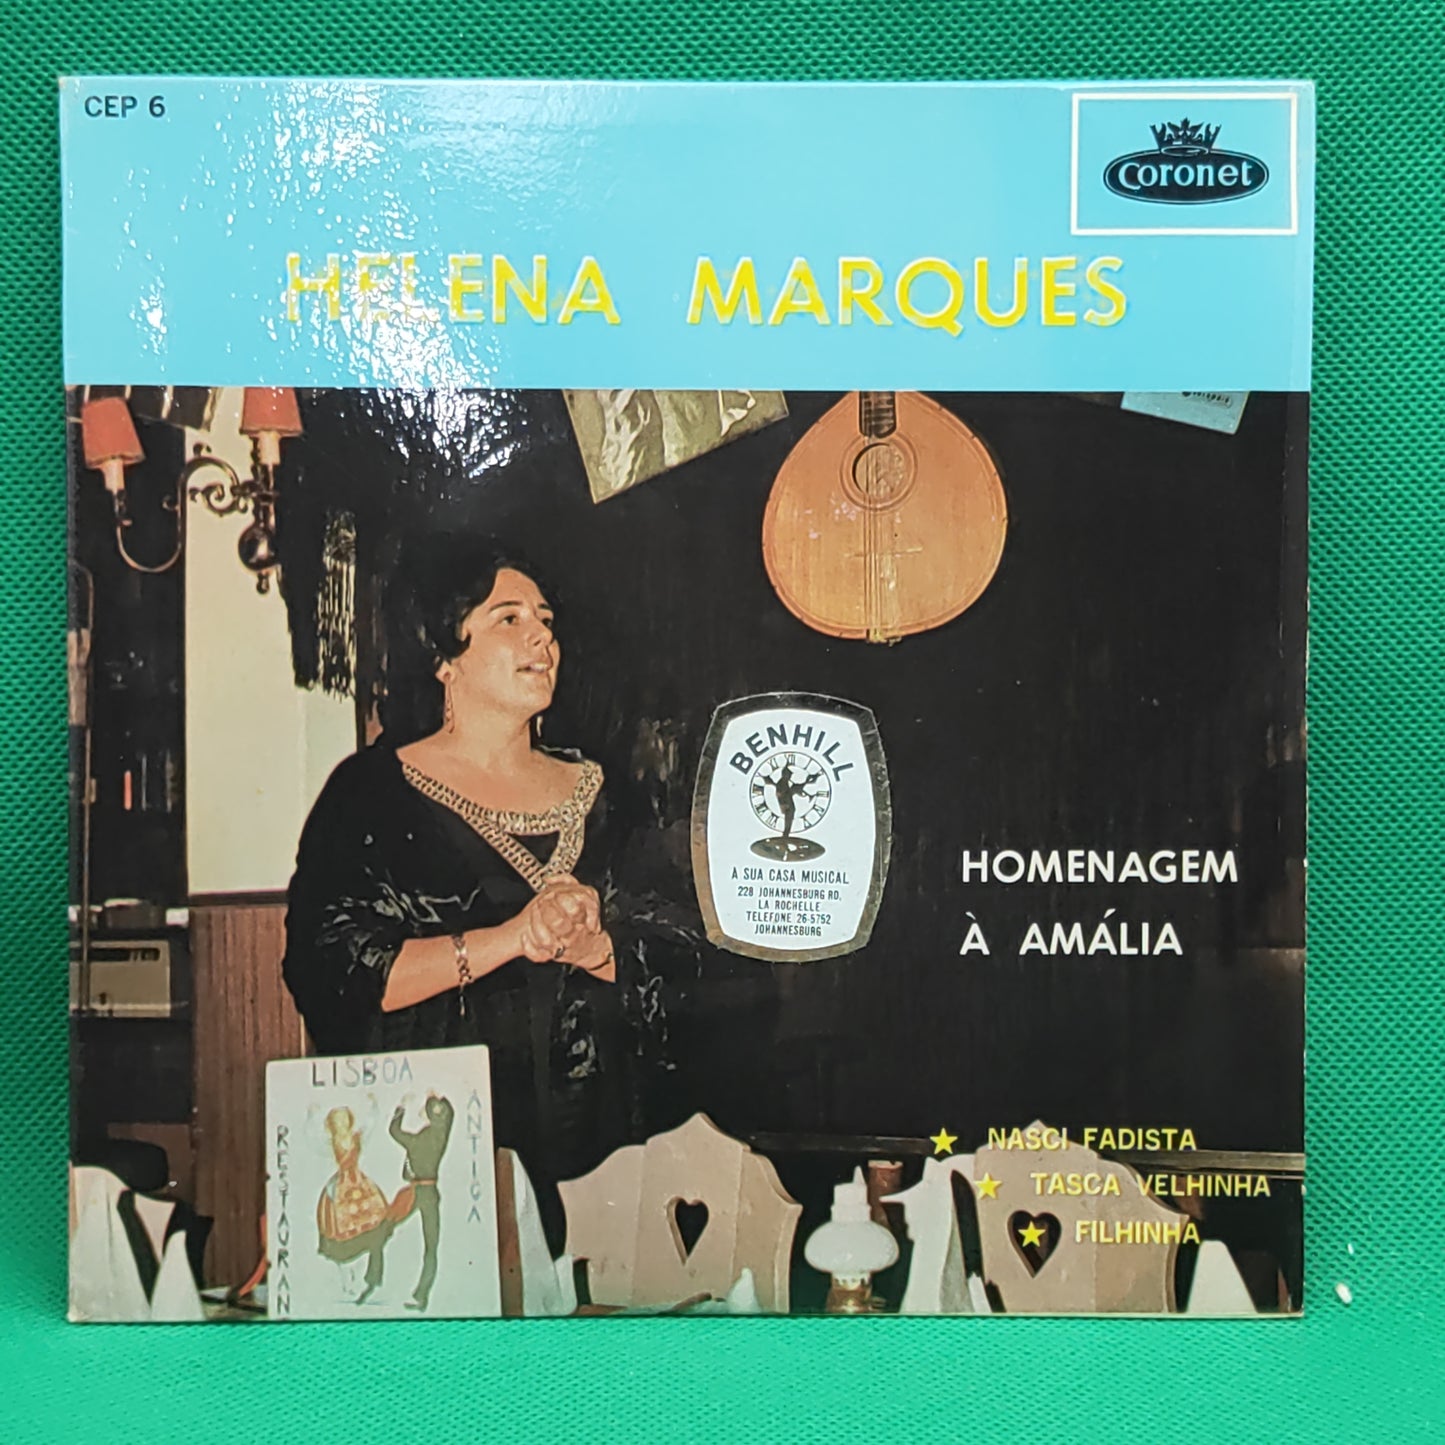 CEP 6
Coronet
HELENA MARQUES
BENHILL
A SUA CASA MUSICAL
228 JOHANNESBURG RD.
LA ROCHELLE
TELEFONE 26-5752
JOHANNESBURG
HOMENAGEM
À AMÁLIA
LISBOA
ANTIGA
RESTAURAN
★ NASCI FADISTA
★ TASCA VELHINHA
★ FILHINHA